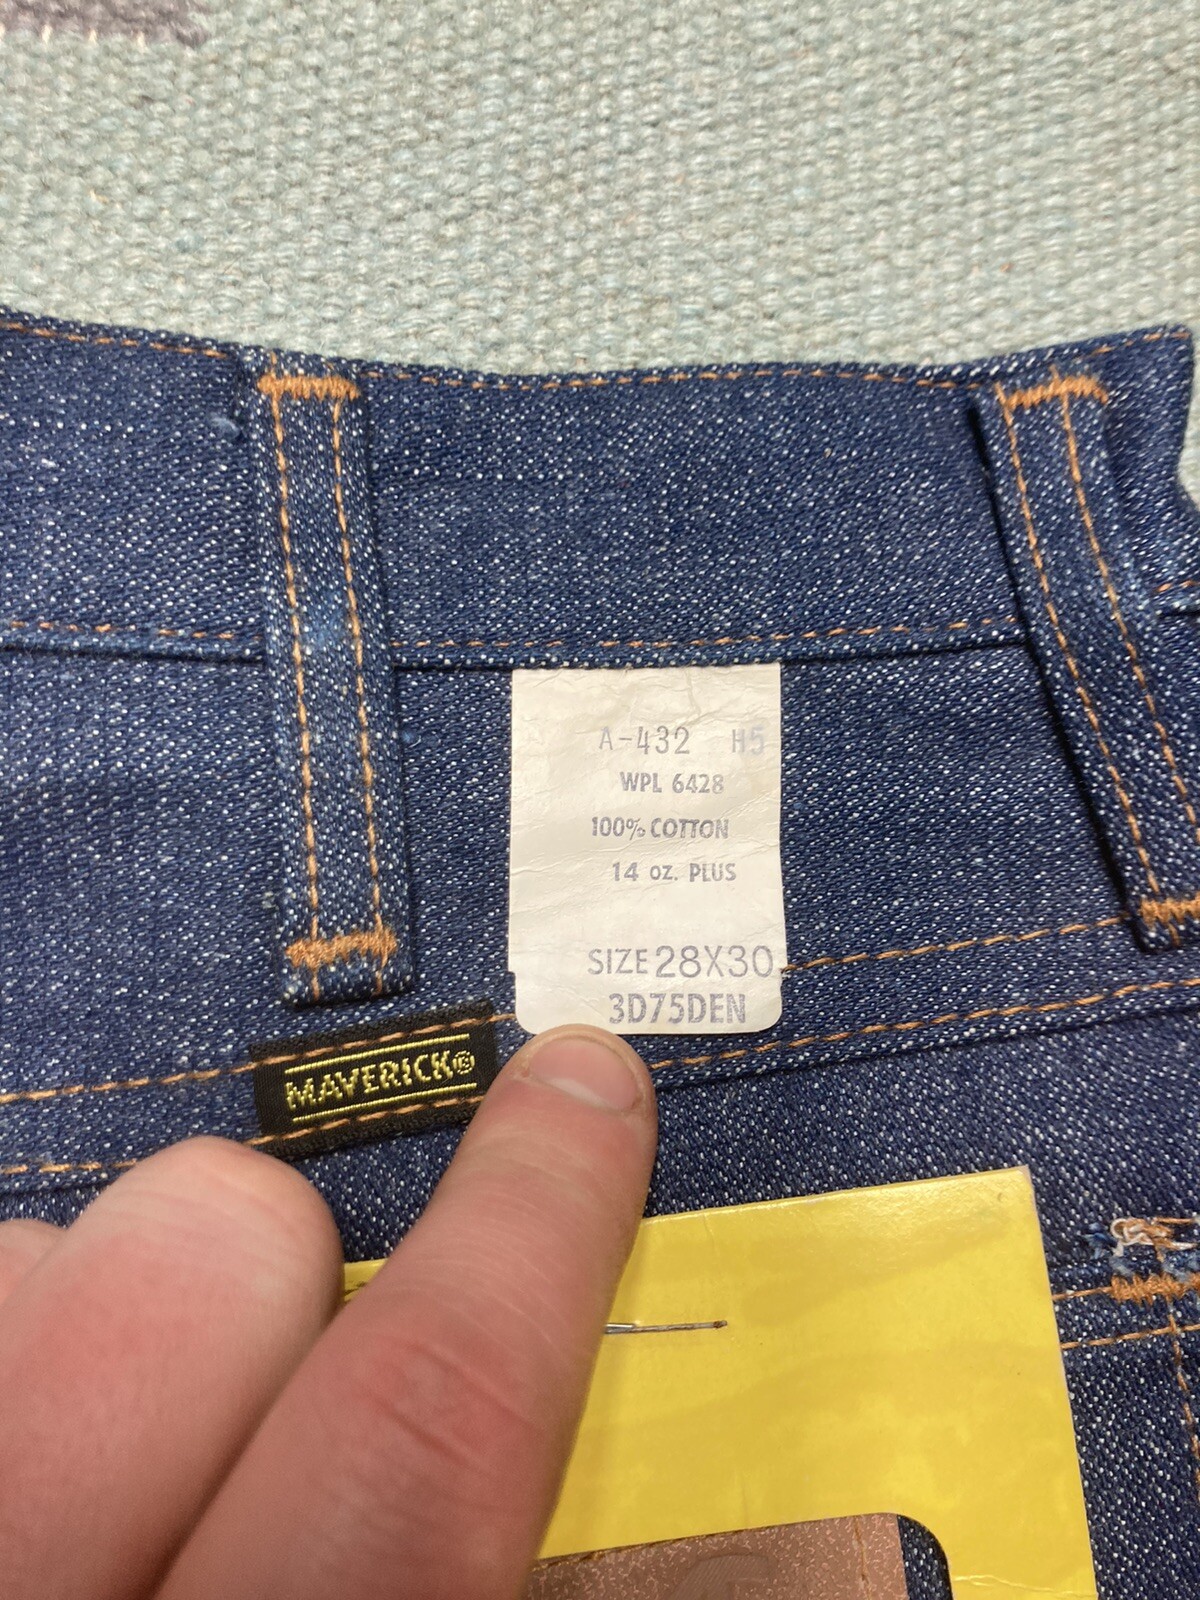 A-432 H5
WPL 6428
100% COTTON
14 oz. PLUS
SIZE 28X30
3D75DEN
MAVERICK®